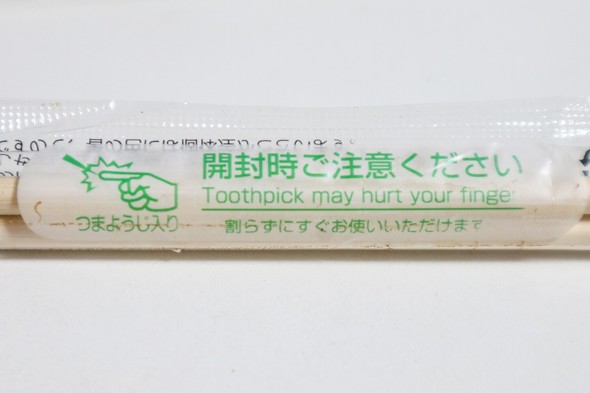 開封時ご注意ください
Toothpick may hurt your finge
つまようじ入り
割らずにすぐお使いいただけます